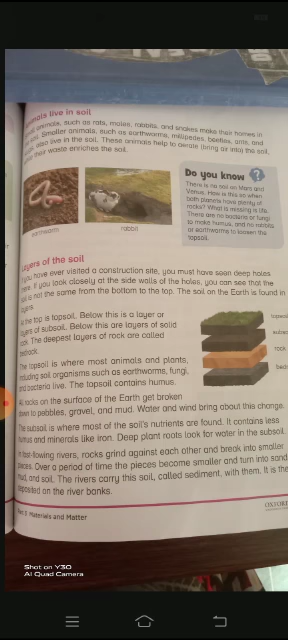 mals live in soil
animals, such as rats, moles, rabbits, and snakes make their homes in
soil. Smaller animals, such as earthworms, millipedes, beetles, ants, and
also live in the soil. These animals help to aerate (bring air into) the soil,
their waste enriches the soil.
earthworm
rabbit
Do you know ?
There is no soil on Mars and
Venus. How is this so when
both planets have plenty of
rocks? What is missing is life.
There are no bacteria or fungi
to make humus, and no rabbits
or earthworms to loosen the
topsoil.
ayers of the soil
you have ever visited a construction site, you must have seen deep holes
here. If you look closely at the side walls of the holes, you can see that the
soil is not the same from the bottom to the top. The soil on the Earth is found in
layers.
At the top is topsoil. Below this is a layer or
layers of subsoil. Below this are layers of solid
rock. The deepest layers of rock are called
bedrock.
topsoi
subso
rock
bedr
The topsoil is where most animals and plants,
including soil organisms such as earthworms, fungi,
and bacteria live. The topsoil contains humus.
All rocks on the surface of the Earth get broken
down to pebbles, gravel, and mud. Water and wind bring about this change.
The subsoil is where most of the soil's nutrients are found. It contains less
humus and minerals like iron. Deep plant roots look for water in the subsoil.
In fast-flowing rivers, rocks grind against each other and break into smaller
pieces. Over a period of time the pieces become smaller and turn into sand
mud, and soil. The rivers carry this soil, called sediment, with them. It is the
deposited on the river banks.
Materials and Matter
OXFORD
Shot on Y30
AI Quad Camera